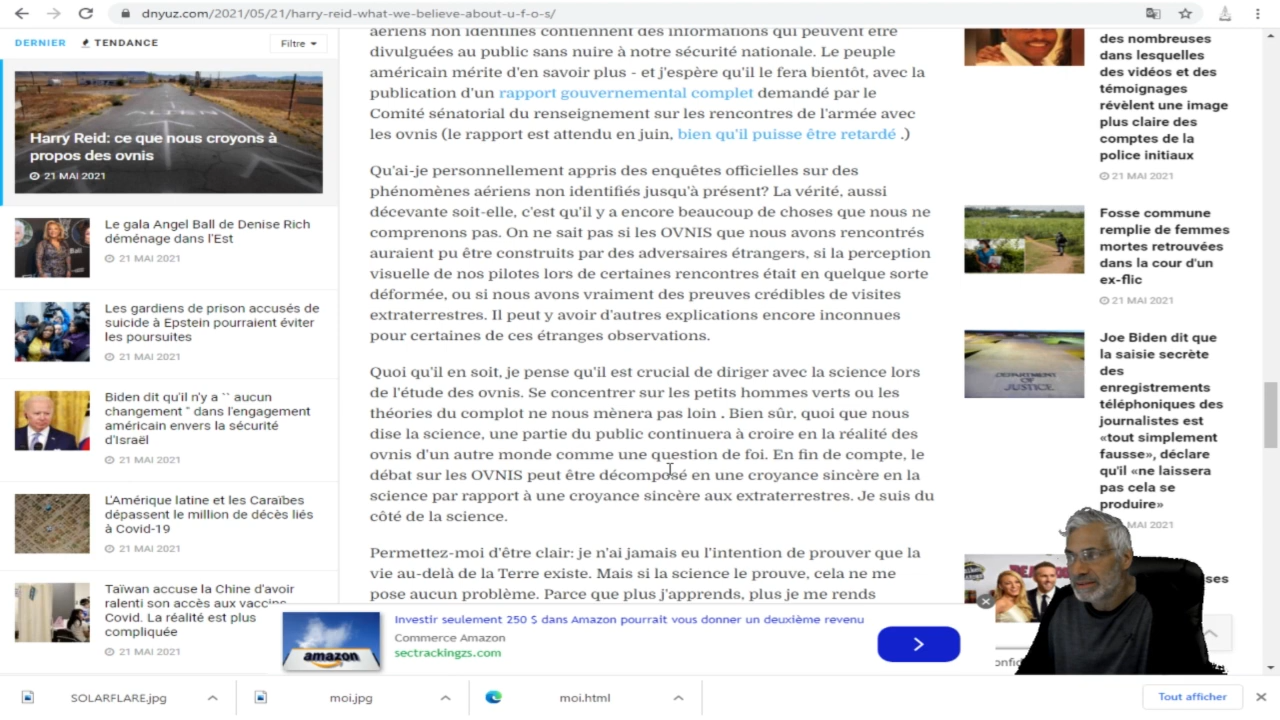 dnyuz.com/2021/05/21/harry-reid-what-we-believe-about-u-f-o-s/
DERNIER
TENDANCE
Filtre
ALIEN
Harry Reid: ce que nous croyons à
propos des ovnis
21 MAI 2021
Le gala Angel Ball de Denise Rich
déménage dans l'Est
21 MAI 2021
Les gardiens de prison accusés de
suicide à Epstein pourraient éviter
les poursuites
21 MAI 2021
Biden dit qu'il n'y a `` aucun
changement " dans l'engagement
américain envers la sécurité
d'Israël
21 MAI 2021
L'Amérique latine et les Caraïbes
dépassent le million de décès liés
à Covid-19
21 MAI 2021
Taïwan accuse la Chine d'avoir
ralenti son accès aux vaccins
Covid. La réalité est plus
compliquée
21 MAI 2021
aériens non identifiés contiennent des informations qui peuvent être
divulguées au public sans nuire à notre sécurité nationale. Le peuple
américain mérite d'en savoir plus - et j'espère qu'il le fera bientôt, avec la
publication d'un rapport gouvernemental complet demandé par le
Comité sénatorial du renseignement sur les rencontres de l'armée avec
les ovnis (le rapport est attendu en juin, bien qu'il puisse être retardé .)
Qu'ai-je personnellement appris des enquêtes officielles sur des
phénomènes aériens non identifiés jusqu'à présent? La vérité, aussi
décevante soit-elle, c'est qu'il y a encore beaucoup de choses que nous ne
comprenons pas. On ne sait pas si les OVNIS que nous avons rencontrés
auraient pu être construits par des adversaires étrangers, si la perception
visuelle de nos pilotes lors de certaines rencontres était en quelque sorte
déformée, ou si nous avons vraiment des preuves crédibles de visites
extraterrestres. Il peut y avoir d'autres explications encore inconnues
pour certaines de ces étranges observations.
Quoi qu'il en soit, je pense qu'il est crucial de diriger avec la science lors
de l'étude des ovnis. Se concentrer sur les petits hommes verts ou les
théories du complot ne nous mènera pas loin . Bien sûr, quoi que nous
dise la science, une partie du public continuera à croire en la réalité des
ovnis d'un autre monde comme une question de foi. En fin de compte, le
débat sur les OVNIS peut être décomposé en une croyance sincère en la
science par rapport à une croyance sincère aux extraterrestres. Je suis du
côté de la science.
Permettez-moi d'être clair: je n'ai jamais eu l'intention de prouver que la
vie au-delà de la Terre existe. Mais si la science le prouve, cela ne me
pose aucun problème. Parce que plus j'apprends, plus je me rends
des nombreuses
dans lesquelles
des vidéos et des
témoignages
révèlent une image
plus claire des
comptes de la
police initiaux
21 MAI 2021
Fosse commune
remplie de femmes
mortes retrouvées
dans la cour d'un
ex-flic
21 MAI 2021
DEPARTMENT OF
JUSTICE
Joe Biden dit que
la saisie secrète
des
enregistrements
téléphoniques des
journalistes est
«tout simplement
fausse», déclare
qu'il «ne laissera
pas cela se
produire»
MAI 2021
Investir seulement 250 $ dans Amazon pourrait vous donner un deuxième revenu
Commerce Amazon
sectrackingzs.com
amazon
SOLARFLARE.jpg
moi.jpg
moi.html
Tout afficher